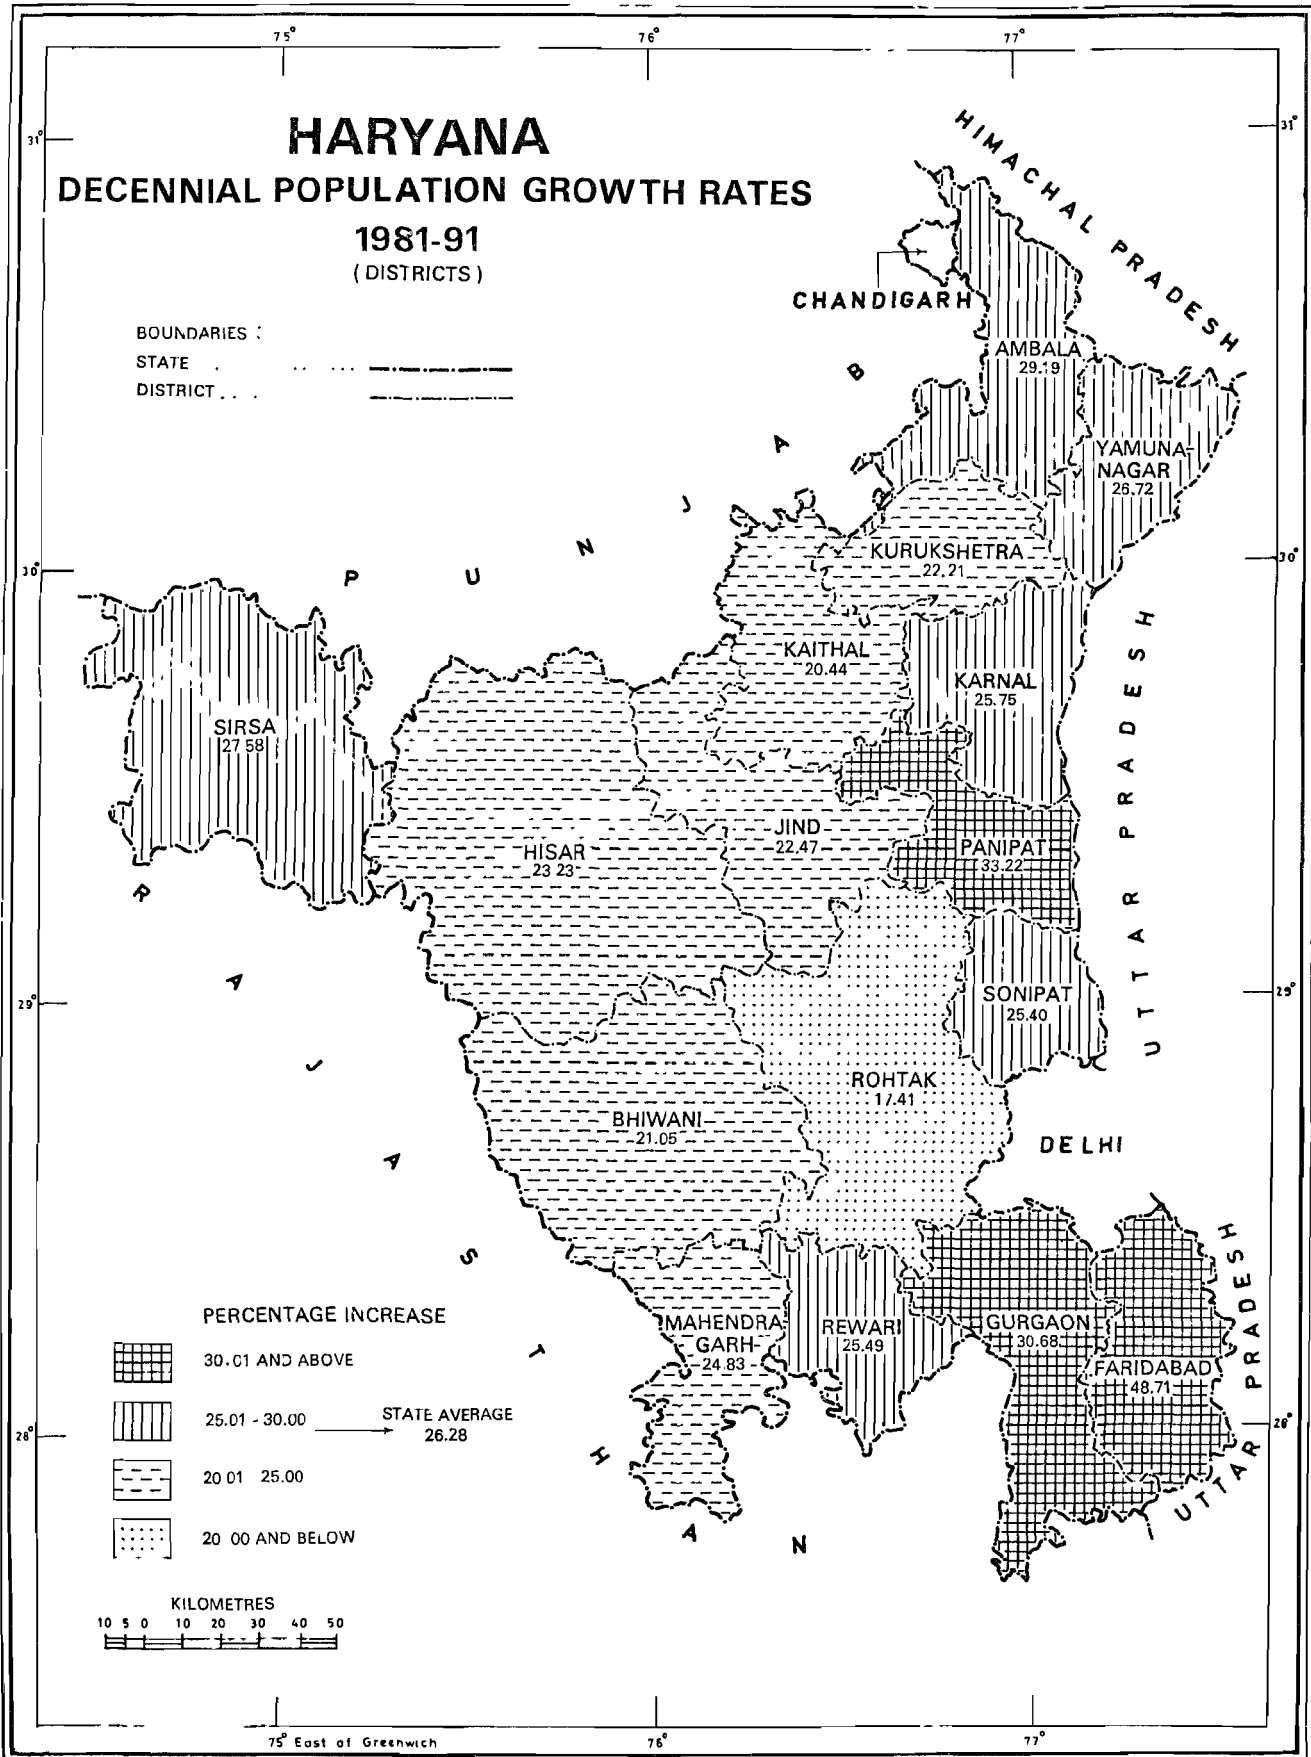 75° 76° 77°
31° 31°
HARYANA
DECENNIAL POPULATION GROWTH RATES
1981-91
(DISTRICTS)
BOUNDARIES :
STATE . .. ...
DISTRICT . . .
HIMACHAL PRADESH
CHANDIGARH
PUNJAB
AMBALA
29.19
YAMUNA-
NAGAR
26.72
KURUKSHETRA
22.21
30° 30°
KAITHAL
20.44
KARNAL
25.75
SIRSA
27 58
UTTAR PRADESH
JIND
22.47
HISAR
23 23
PANIPAT
33.22
RAJASTHAN
29° 29°
SONIPAT
25.40
ROHTAK
17.41
BHIWANI
21.05
DELHI
UTTAR PRADESH
MAHENDRA
GARH
24.83
REWARI
25.49
GURGAON
30.68
FARIDABAD
48.71
UTTAR PRADESH
28° 28°
PERCENTAGE INCREASE
30.01 AND ABOVE
25.01 - 30.00
STATE AVERAGE
26.28
20 01 25.00
20 00 AND BELOW
KILOMETRES
10 5 0 10 20 30 40 50
75° East of Greenwich 76° 77°